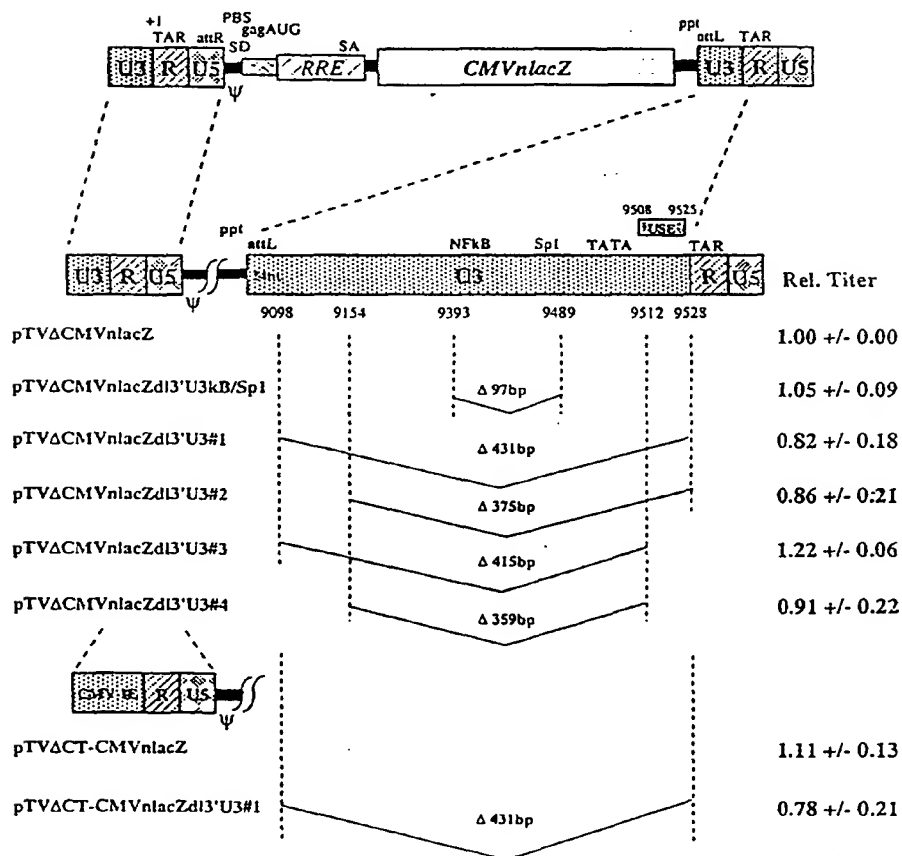 PBS
+1 gagAUG ppt
TAR attR SD SA attL TAR
U3 R U5 RRE CMVnlacZ U3 R U5
Ψ
9508 9525
USE
ppt attL NFkB Sp1 TATA TAR
U3 R U5 U3 R U5 Rel. Titer
Ψ
9098 9154 9393 9489 9512 9528
pTVΔCMVnlacZ 1.00 +/- 0.00
pTVΔCMVnlacZdl3'U3kB/Sp1 Δ 97bp 1.05 +/- 0.09
pTVΔCMVnlacZdl3'U3#1 Δ 431bp 0.82 +/- 0.18
pTVΔCMVnlacZdl3'U3#2 Δ 375bp 0.86 +/- 0.21
pTVΔCMVnlacZdl3'U3#3 Δ 415bp 1.22 +/- 0.06
pTVΔCMVnlacZdl3'U3#4 Δ 359bp 0.91 +/- 0.22
CMV IE R U5
Ψ
pTVΔCT-CMVnlacZ 1.11 +/- 0.13
pTVΔCT-CMVnlacZdl3'U3#1 Δ 431bp 0.78 +/- 0.21